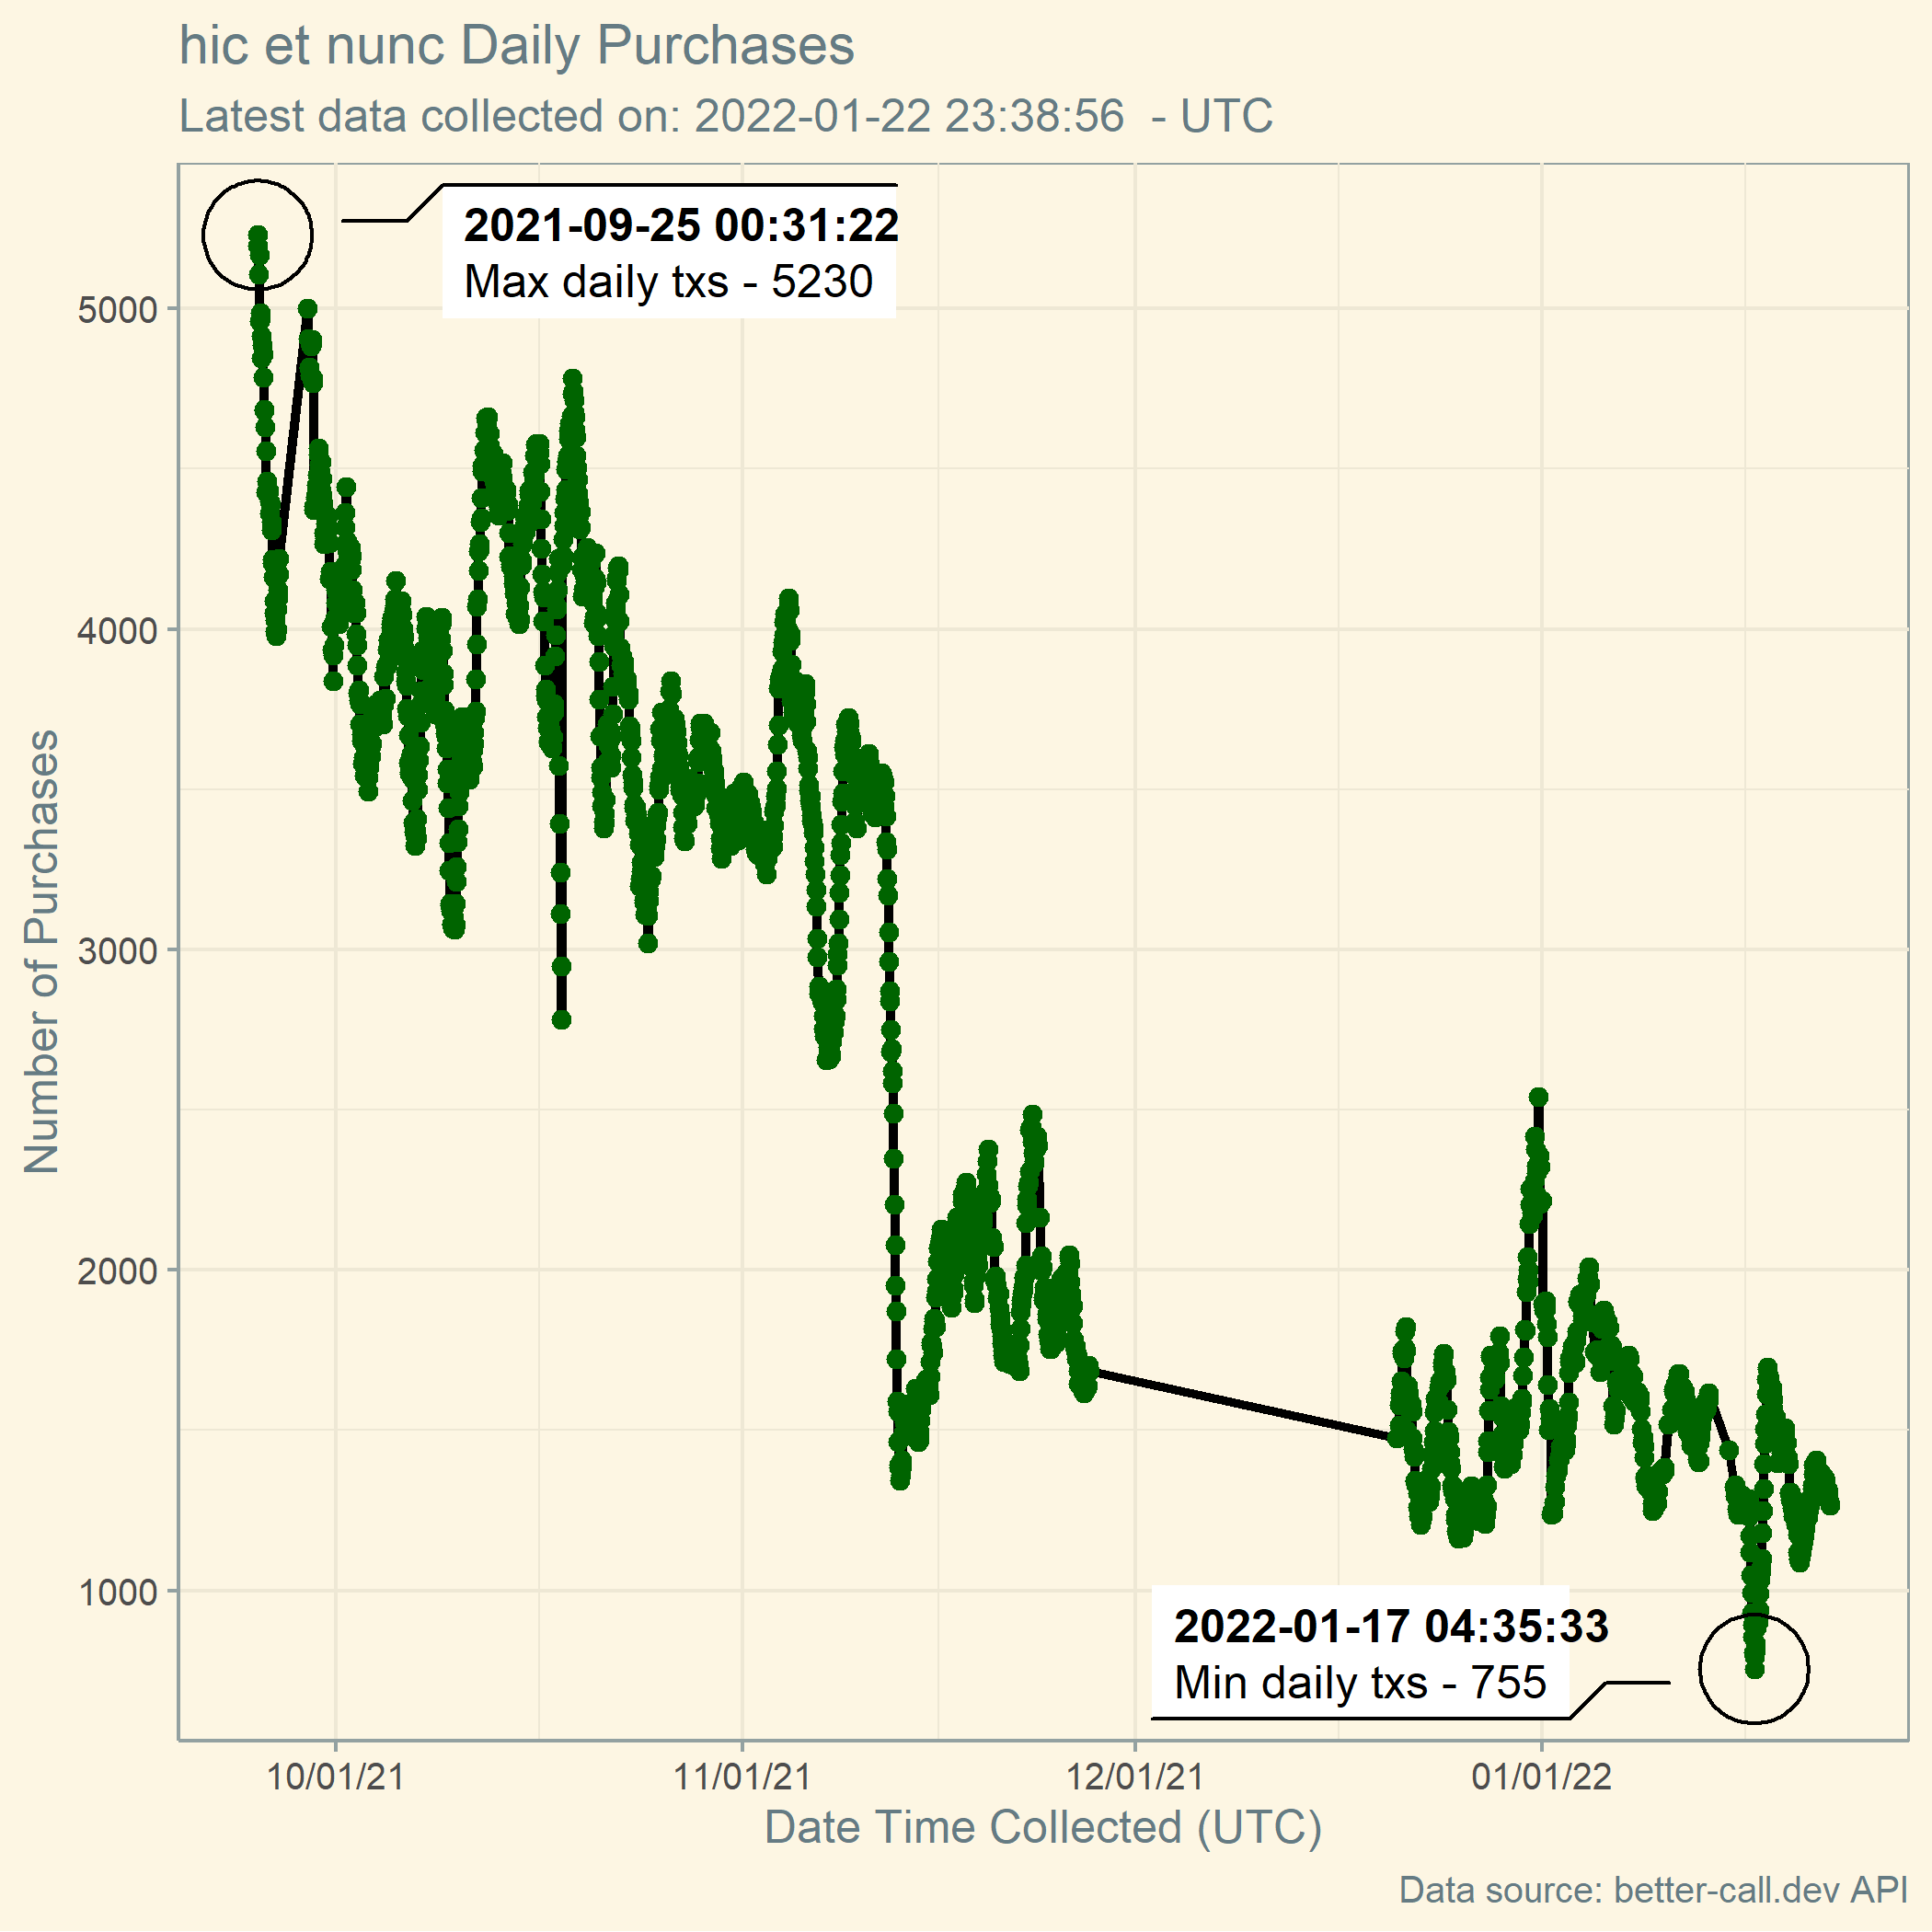 hic et nunc Daily Purchases
Latest data collected on: 2022-01-22 23:38:56  - UTC
2021-09-25 00:31:22
Max daily txs - 5230
5000
4000
3000
2000
1000
Number of Purchases
2022-01-17 04:35:33
Min daily txs - 755
10/01/21 11/01/21 12/01/21 01/01/22
Date Time Collected (UTC)
Data source: better-call.dev API